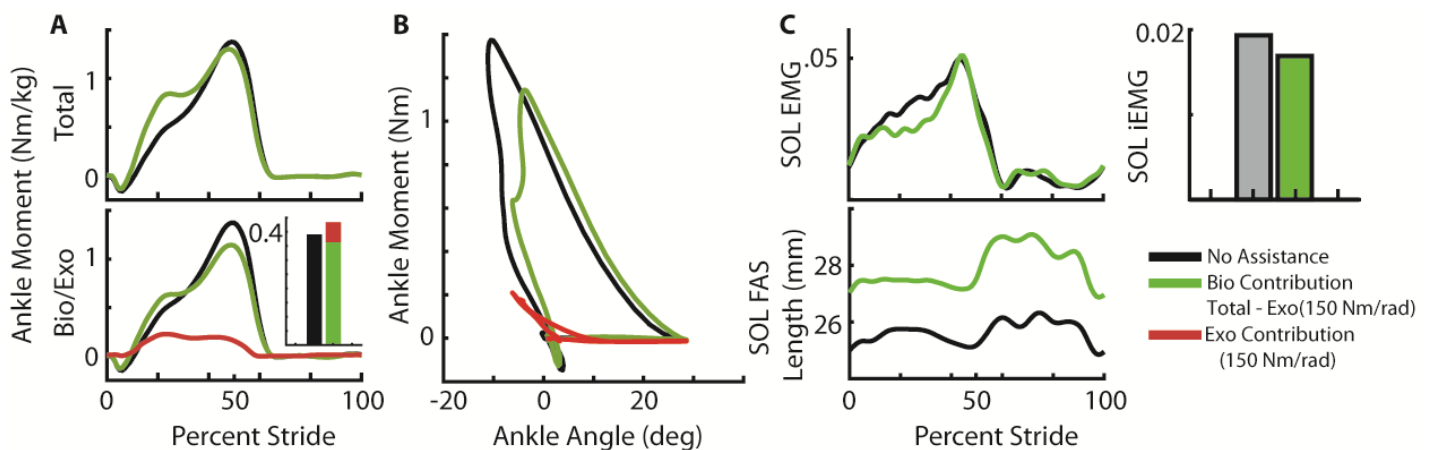 A
Ankle Moment (Nm/kg)
Total
1
0
Bio/Exo
1
0
0.4
0 50 100
Percent Stride
B
Ankle Moment (Nm)
1
0
-20 0 20
Ankle Angle (deg)
C
SOL EMG
.05
SOL FAS
Length (mm)
28
26
0 50 100
Percent Stride
SOL iEMG
0.02
No Assistance
Bio Contribution
Total - Exo(150 Nm/rad)
Exo Contribution
(150 Nm/rad)